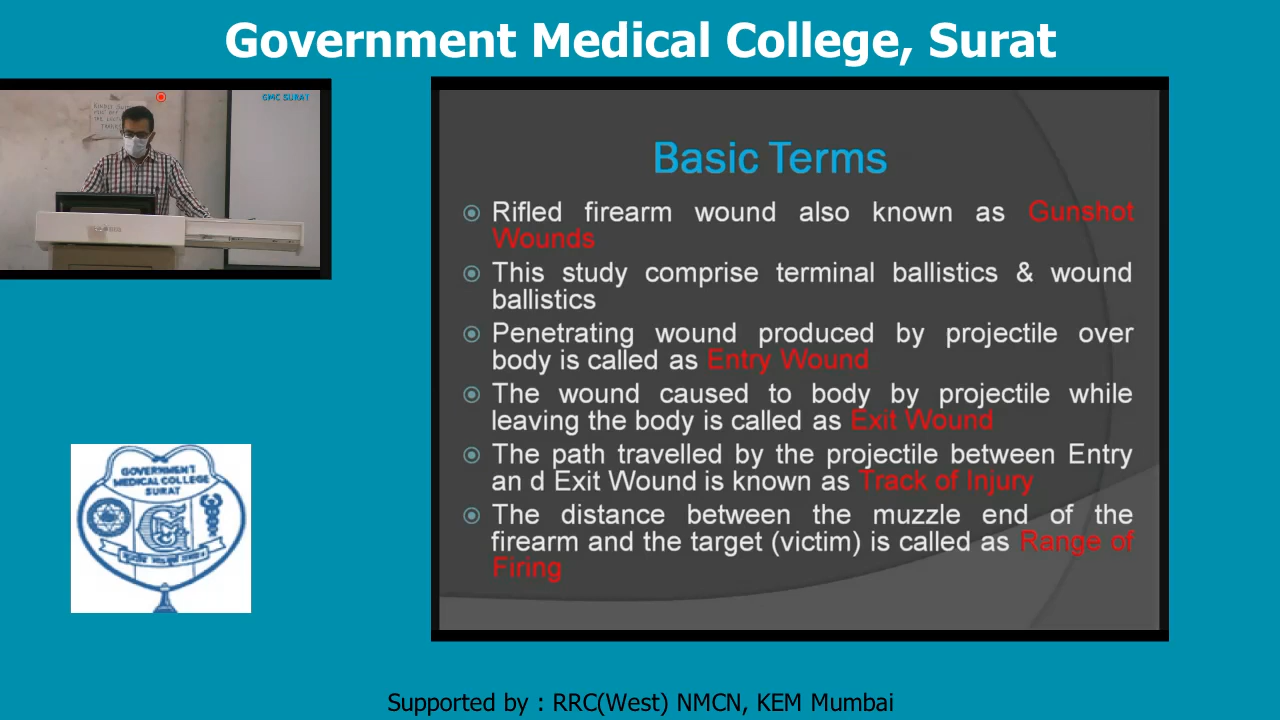 Government Medical College, Surat
GMC SURAT
Basic Terms
Rifled firearm wound also known as Gunshot
Wounds
This study comprise terminal ballistics & wound
ballistics
Penetrating wound produced by projectile over
body is called as Entry Wound
The wound caused to body by projectile while
leaving the body is called as Exit Wound
The path travelled by the projectile between Entry
an d Exit Wound is known as Track of Injury
The distance between the muzzle end of the
firearm and the target (victim) is called as Range of
Firing
GOVERNMENT
MEDICAL COLLEGE
SURAT
Supported by : RRC(West) NMCN, KEM Mumbai